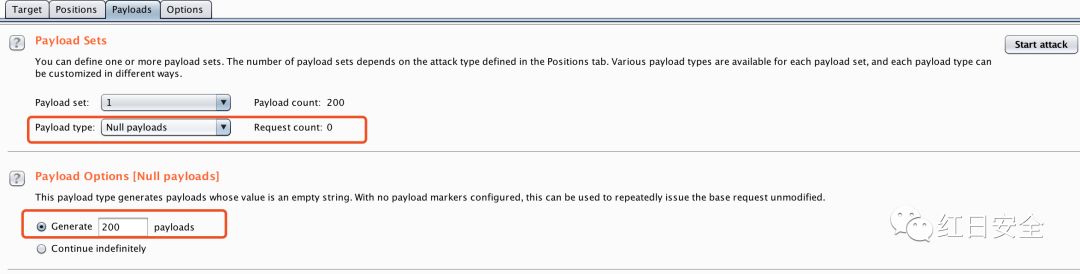 Target Positions Payloads Options
? Payload Sets
Start attack
You can define one or more payload sets. The number of payload sets depends on the attack type defined in the Positions tab. Various payload types are available for each payload set, and each payload type can
be customized in different ways.
Payload set: 1 Payload count: 200
Payload type: Null payloads Request count: 0
? Payload Options [Null payloads]
This payload type generates payloads whose value is an empty string. With no payload markers configured, this can be used to repeatedly issue the base request unmodified.
Generate 200 payloads
Continue indefinitely
红日安全